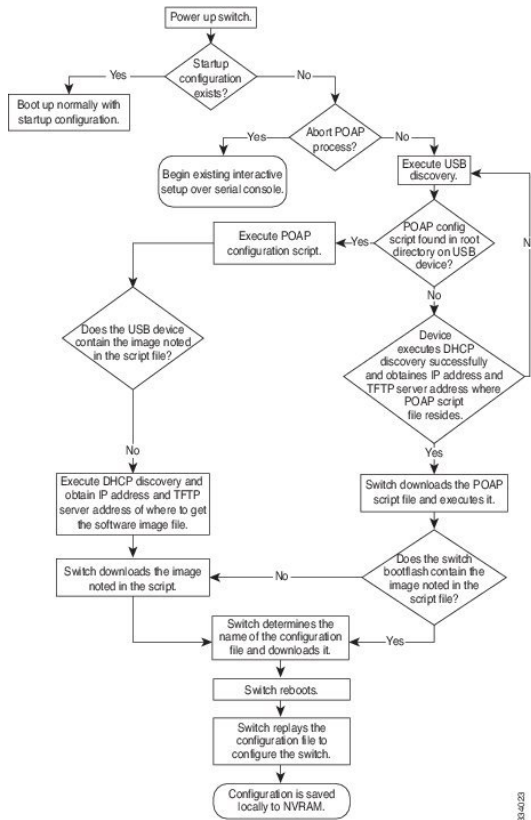 Power up switch.
Startup
configuration
exists?
Yes
No
Boot up normally with
startup configuration.
Abort POAP
process?
Yes
No
Begin existing interactive
setup over serial console.
Execute USB
discovery.
POAP config
script found in root
directory on USB
device?
Yes
No
N
Execute POAP
configuration script.
Does the USB device
contain the image noted
in the script file?
No
Device
executes DHCP
discovery successfully
and obtaines IP address and
TFTP server address where
POAP script
file resides.
Yes
Execute DHCP discovery and
obtain IP address and TFTP
server address of where to get
the software image file.
Switch downloads the POAP
script file and executes it.
Does the switch
bootflash contain the
image noted in the
script file?
No
Yes
Switch downloads the image
noted in the script.
Switch determines the
name of the configuration
file and downloads it.
Switch reboots.
Switch replays the
configuration file to
configure the switch.
Configuration is saved
locally to NVRAM.